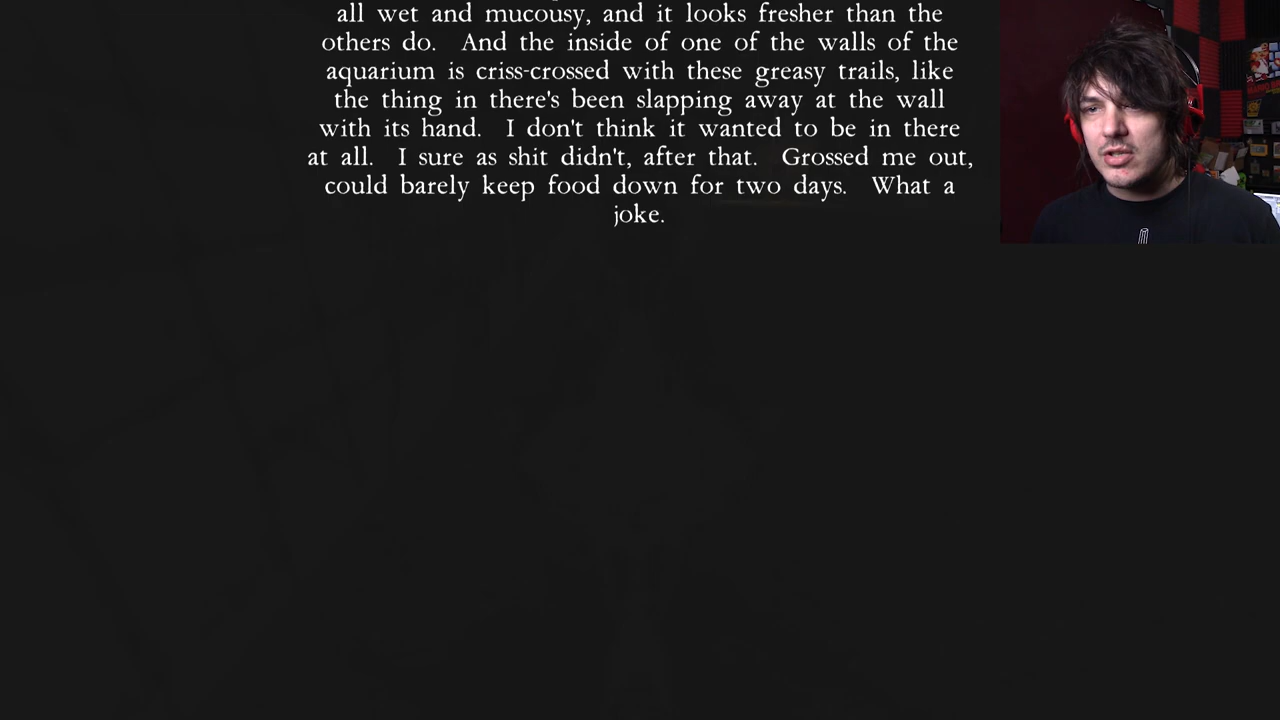 all wet and mucousy, and it looks fresher than the
others do. And the inside of one of the walls of the
aquarium is criss-crossed with these greasy trails, like
the thing in there's been slapping away at the wall
with its hand. I don't think it wanted to be in there
at all. I sure as shit didn't, after that. Grossed me out,
could barely keep food down for two days. What a
joke.